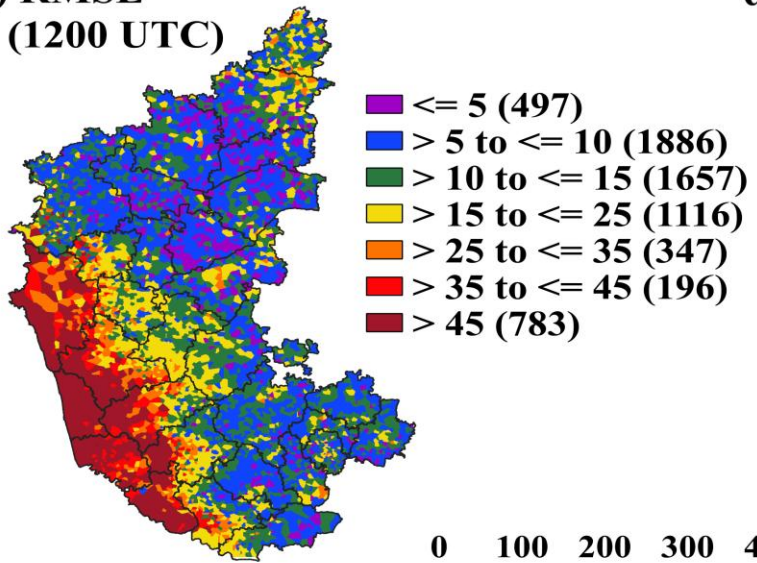 ) RMSE
(1200 UTC)
<= 5 (497)
> 5 to <= 10 (1886)
> 10 to <= 15 (1657)
> 15 to <= 25 (1116)
> 25 to <= 35 (347)
> 35 to <= 45 (196)
> 45 (783)
0 100 200 300 4